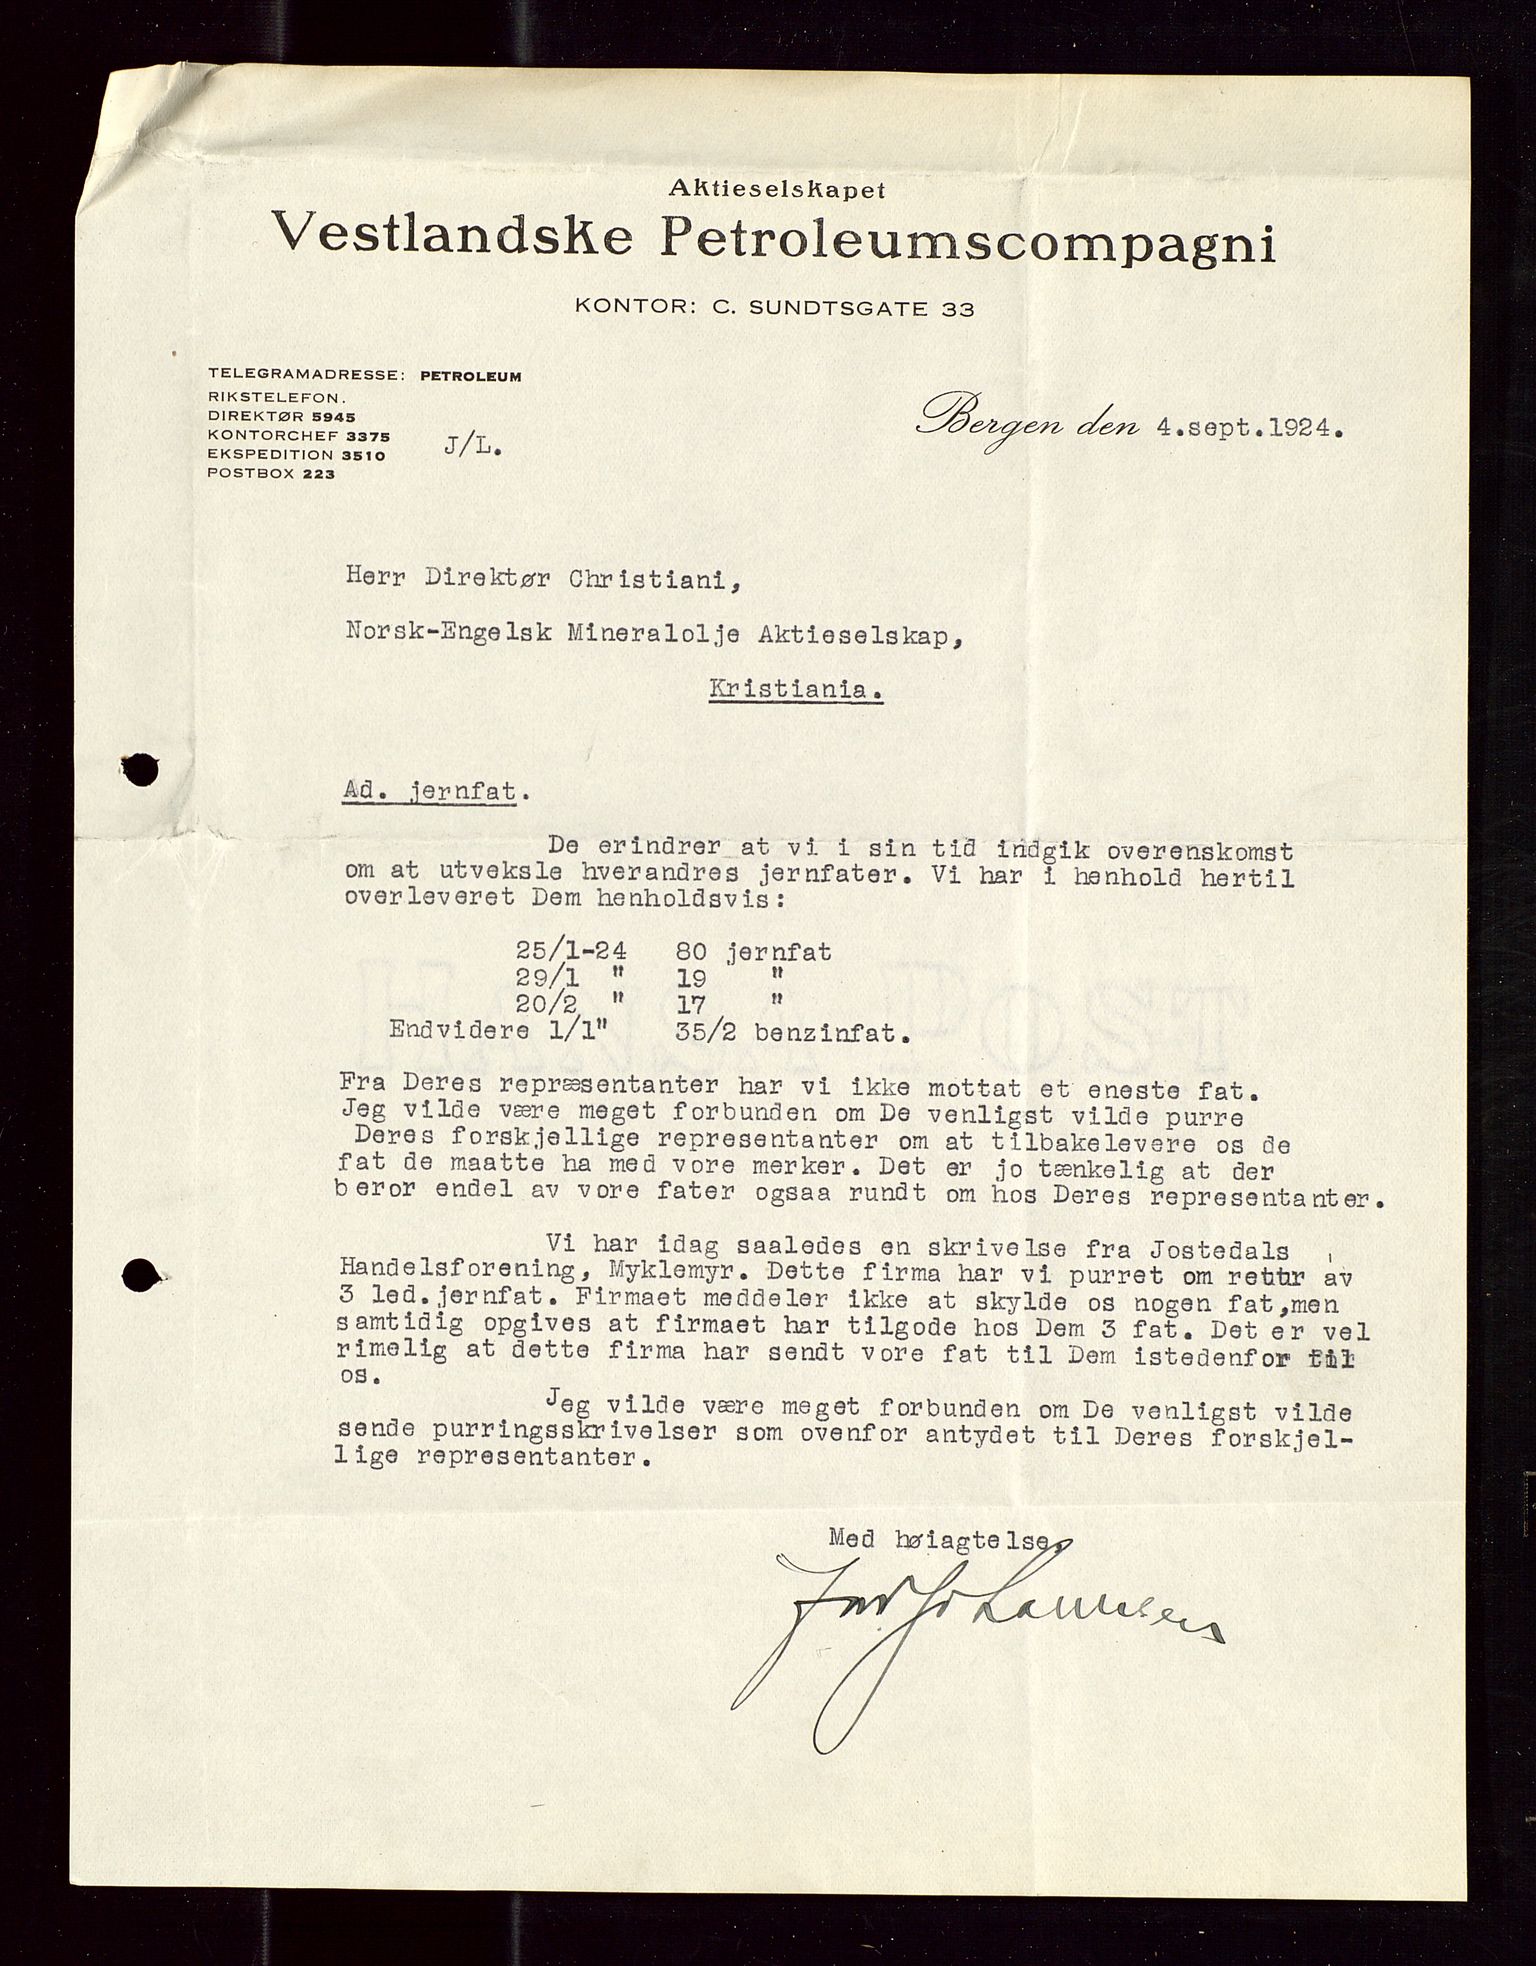 Aktieselskapet
Vestlandske Petroleumscompagni
KONTOR: C. SUNDTSGATE 33
TELEGRAMADRESSE: PETROLEUM
RIKSTELEFON.
DIREKTØR 5945
KONTORCHEF 3375
EKSPEDITION 3510
POSTBOX 223
J/L.
Bergen den 4.sept.1924.
Herr Direktør Christiani,
Norsk-Engelsk Mineralolje Aktieselskap,
Kristiania.
Ad. jernfat.
De erindrer at vi i sin tid indgik overenskomst
om at utveksle hverandres jernfater. Vi har i henhold hertil
overleveret Dem henholdsvis:
25/1-24 80 jernfat
29/1 " 19 "
20/2 " 17 "
Endvidere 1/1" 35/2 benzinfat.
Fra Deres repræsentanter har vi ikke mottat et eneste fat.
Jeg vilde være meget forbunden om De venligst vilde purre
Deres forskjellige representanter om at tilbakelevere os de
fat de maatte ha med vore merker. Det er jo tænkelig at der
beror endel av vore fater ogsaa rundt om hos Deres representanter.
Vi har idag saaledes en skrivelse fra Jostedals
Handelsforening, Myklemyr. Dette firma har vi purret om retur av
3 led.jernfat. Firmaet meddeler ikke at skylde os nogen fat,men
samtidig opgives at firmaet har tilgode hos Dem 3 fat. Det er vel
rimelig at dette firma har sendt vore fat til Dem istedenfor til
os.
Jeg vilde være meget forbunden om De venligst vilde
sende purringsskrivelser som ovenfor antydet til Deres forskjel-
lige representanter.
Med høiagtelse.